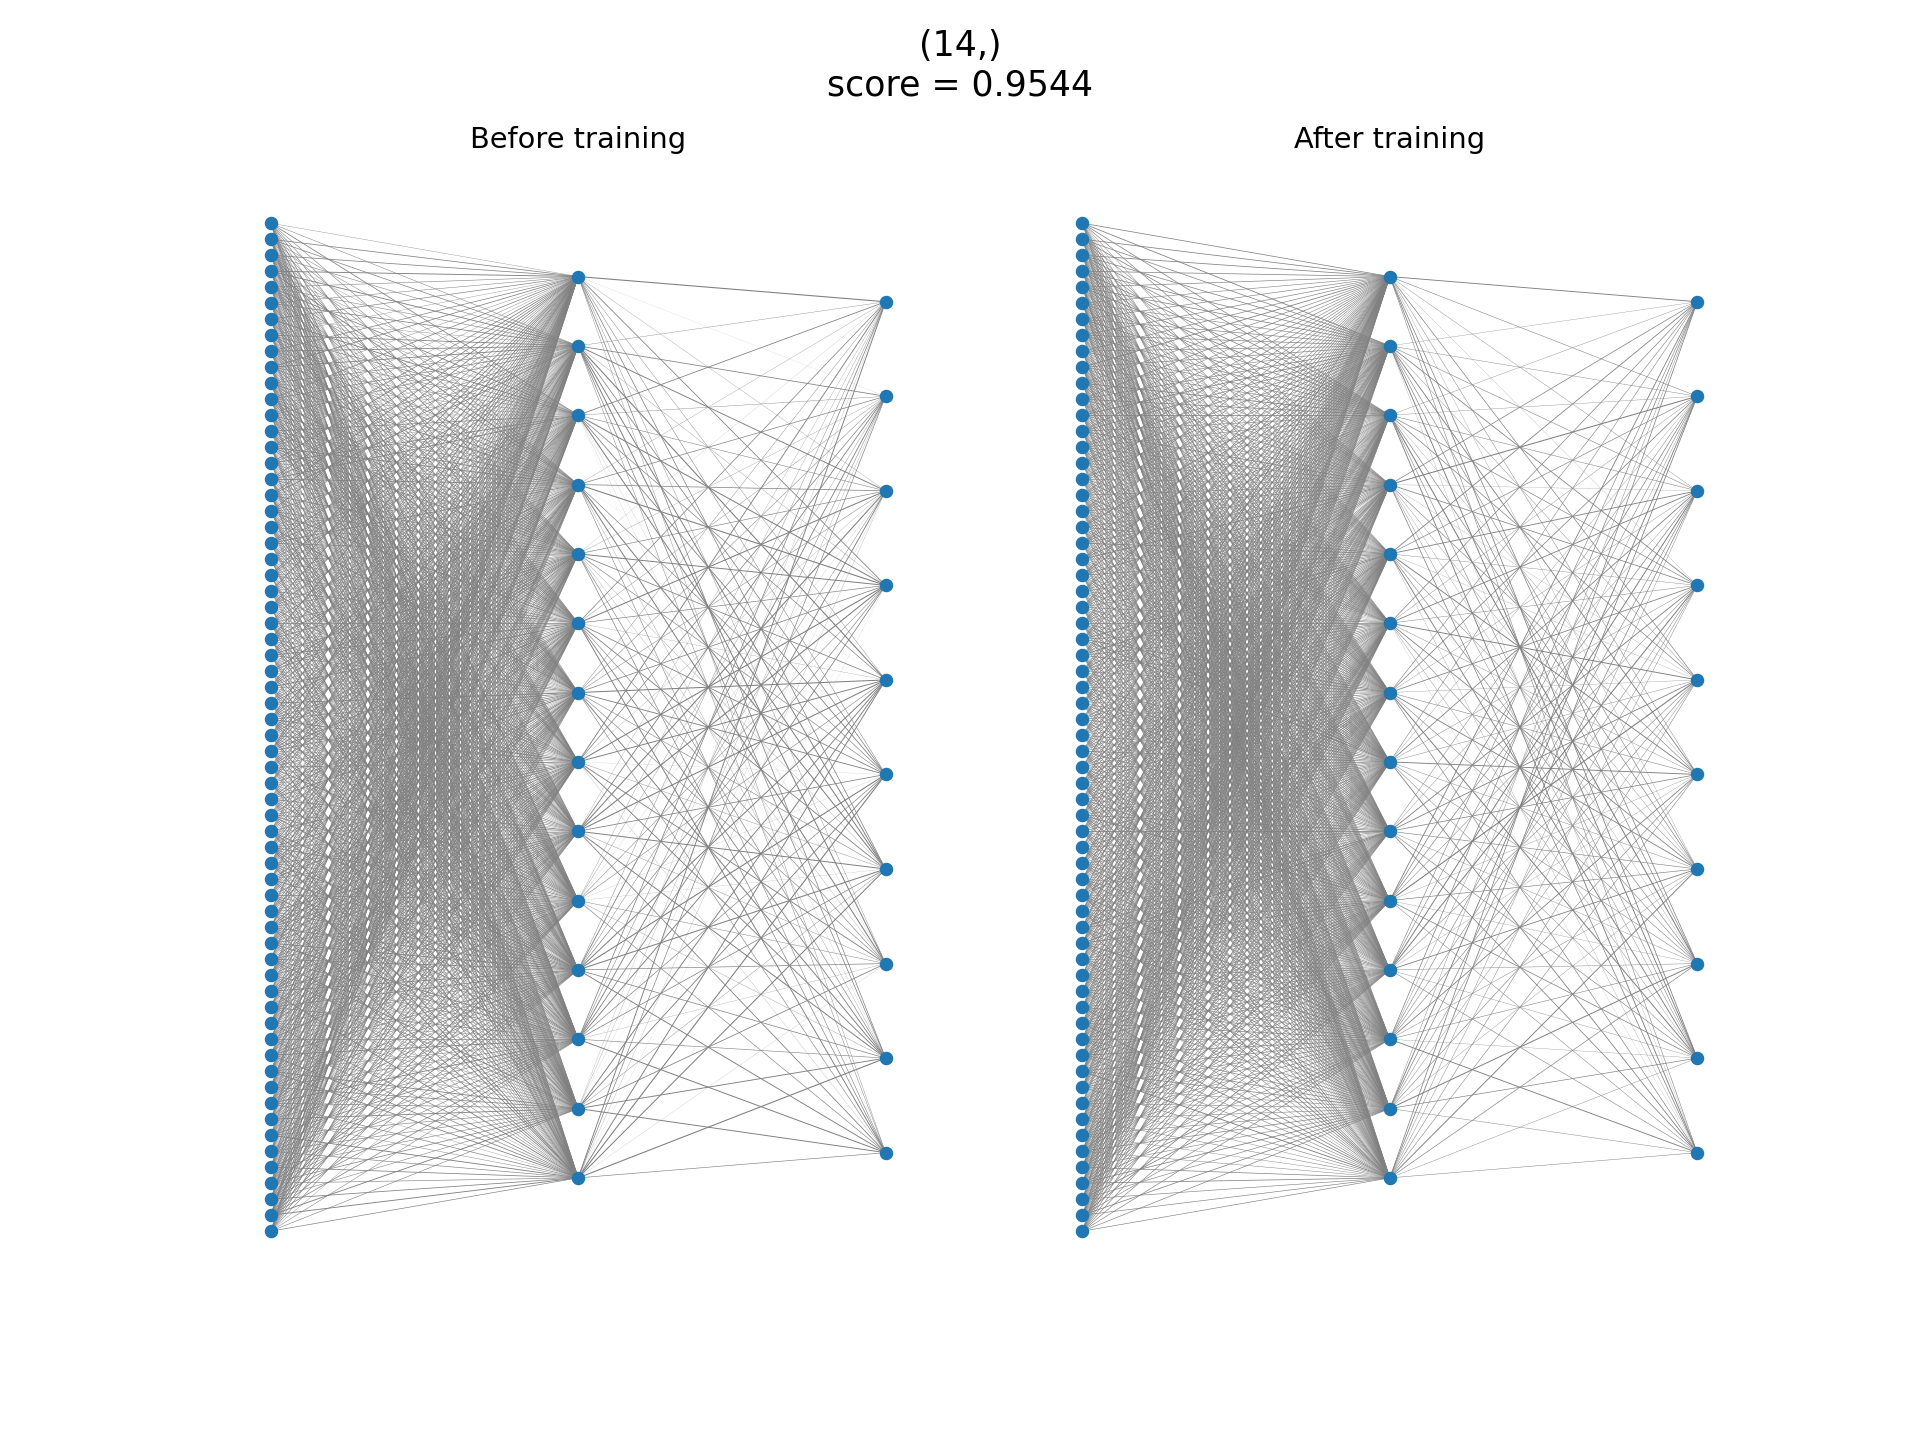 (14,)
score = 0.9544
Before training
After training